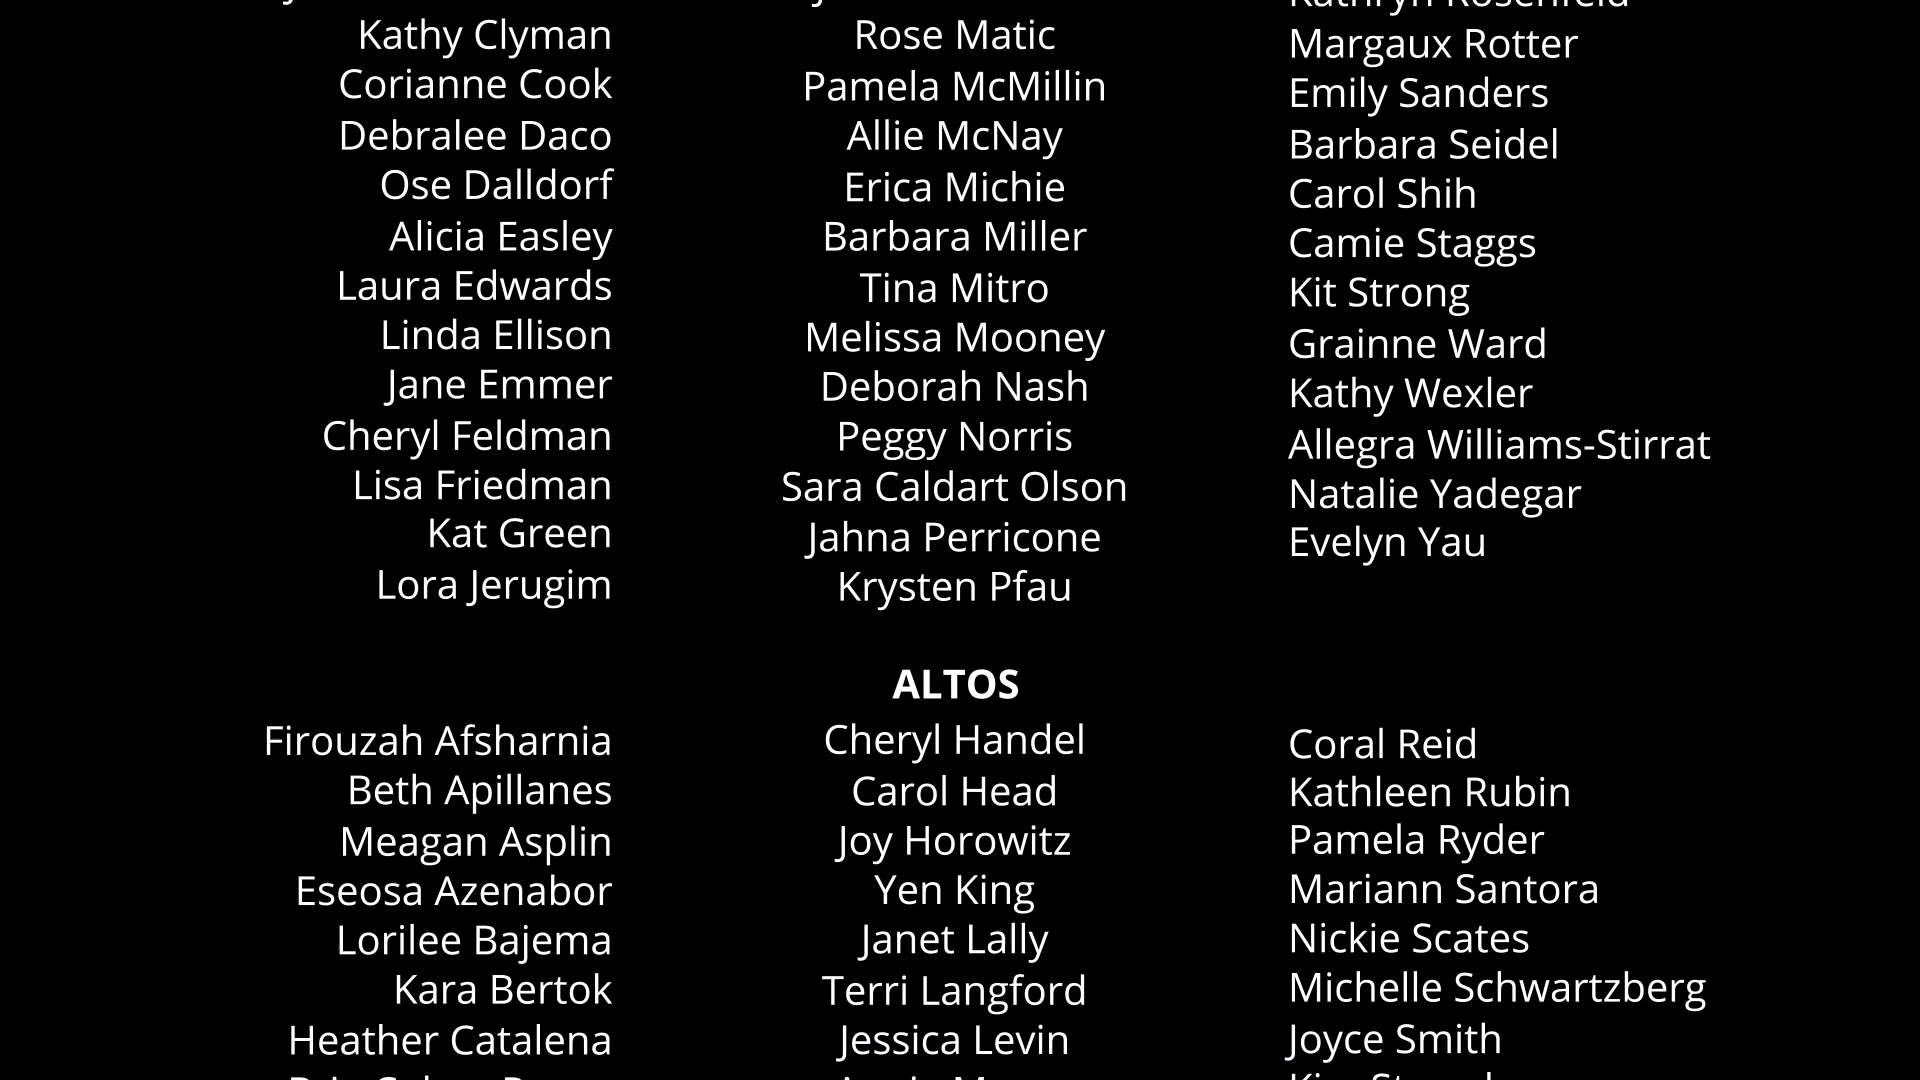 Kathy Clyman
Corianne Cook
Debralee Daco
Ose Dalldorf
Alicia Easley
Laura Edwards
Linda Ellison
Jane Emmer
Cheryl Feldman
Lisa Friedman
Kat Green
Lora Jerugim
Rose Matic
Pamela McMillin
Allie McNay
Erica Michie
Barbara Miller
Tina Mitro
Melissa Mooney
Deborah Nash
Peggy Norris
Sara Caldart Olson
Jahna Perricone
Krysten Pfau
Kathryn Rosenfeld
Margaux Rotter
Emily Sanders
Barbara Seidel
Carol Shih
Camie Staggs
Kit Strong
Grainne Ward
Kathy Wexler
Allegra Williams-Stirrat
Natalie Yadegar
Evelyn Yau
ALTOS
Firouzah Afsharnia
Beth Apillanes
Meagan Asplin
Eseosa Azenabor
Lorilee Bajema
Kara Bertok
Heather Catalena
Cheryl Handel
Carol Head
Joy Horowitz
Yen King
Janet Lally
Terri Langford
Jessica Levin
Coral Reid
Kathleen Rubin
Pamela Ryder
Mariann Santora
Nickie Scates
Michelle Schwartzberg
Joyce Smith